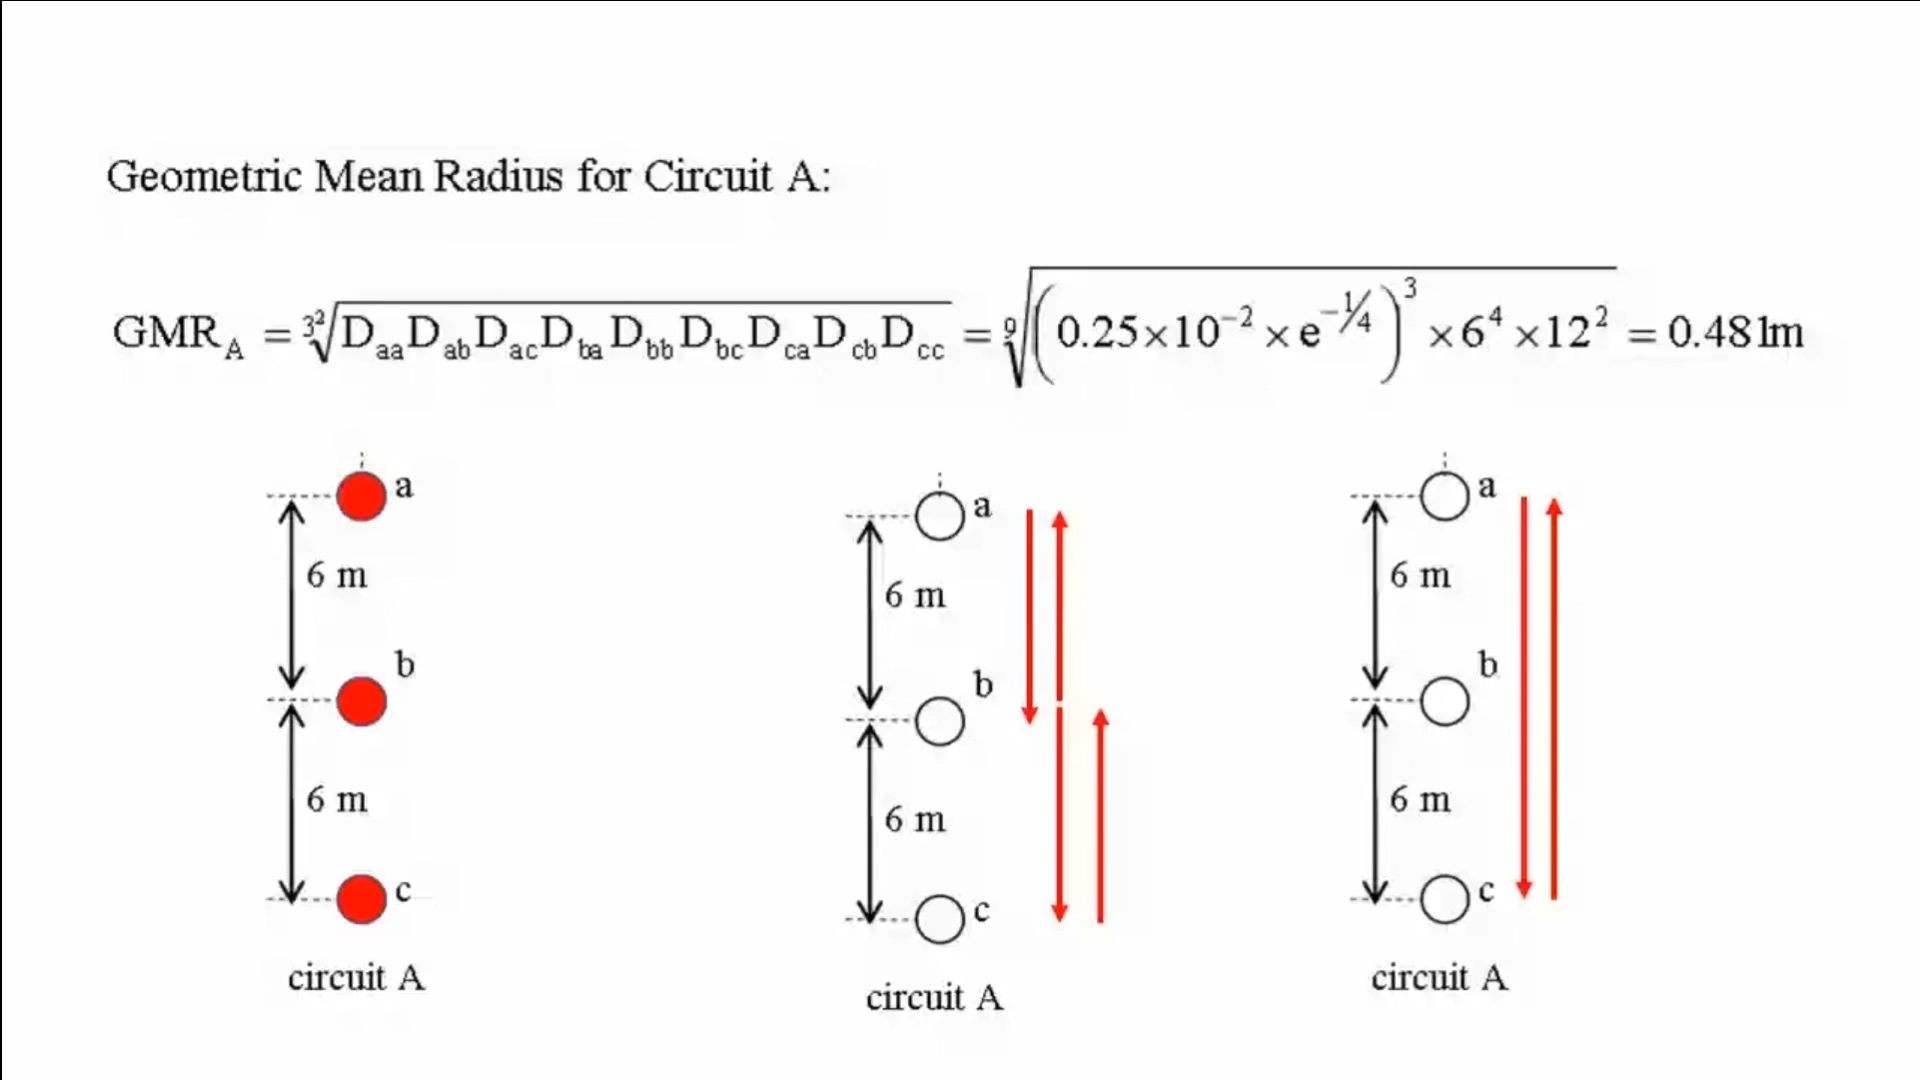 Geometric Mean Radius for Circuit A:
GMR_A = ∛²√(D_aa D_ab D_ac D_ba D_bb D_bc D_ca D_cb D_cc) = ⁹√((0.25×10⁻² × e^(-1/4))³ × 6⁴ × 12²) = 0.481m
a
6 m
b
6 m
c
circuit A
a
6 m
b
6 m
c
circuit A
a
6 m
b
6 m
c
circuit A